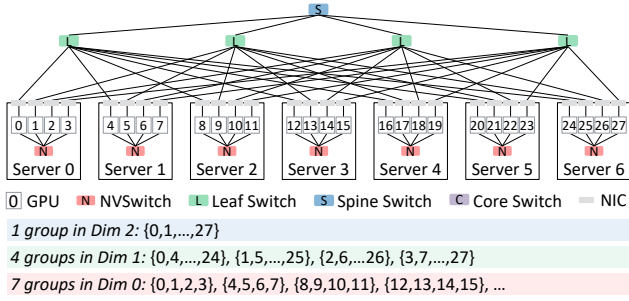 S
L L L L
0 1 2 3 4 5 6 7 8 9 10 11 12 13 14 15 16 17 18 19 20 21 22 23 24 25 26 27
N N N N N N N
Server 0 Server 1 Server 2 Server 3 Server 4 Server 5 Server 6
0 GPU N NVSwitch L Leaf Switch S Spine Switch C Core Switch NIC
1 group in Dim 2: {0,1,...,27}
4 groups in Dim 1: {0,4,...,24}, {1,5,...,25}, {2,6,...26}, {3,7,...,27}
7 groups in Dim 0: {0,1,2,3}, {4,5,6,7}, {8,9,10,11}, {12,13,14,15}, ...